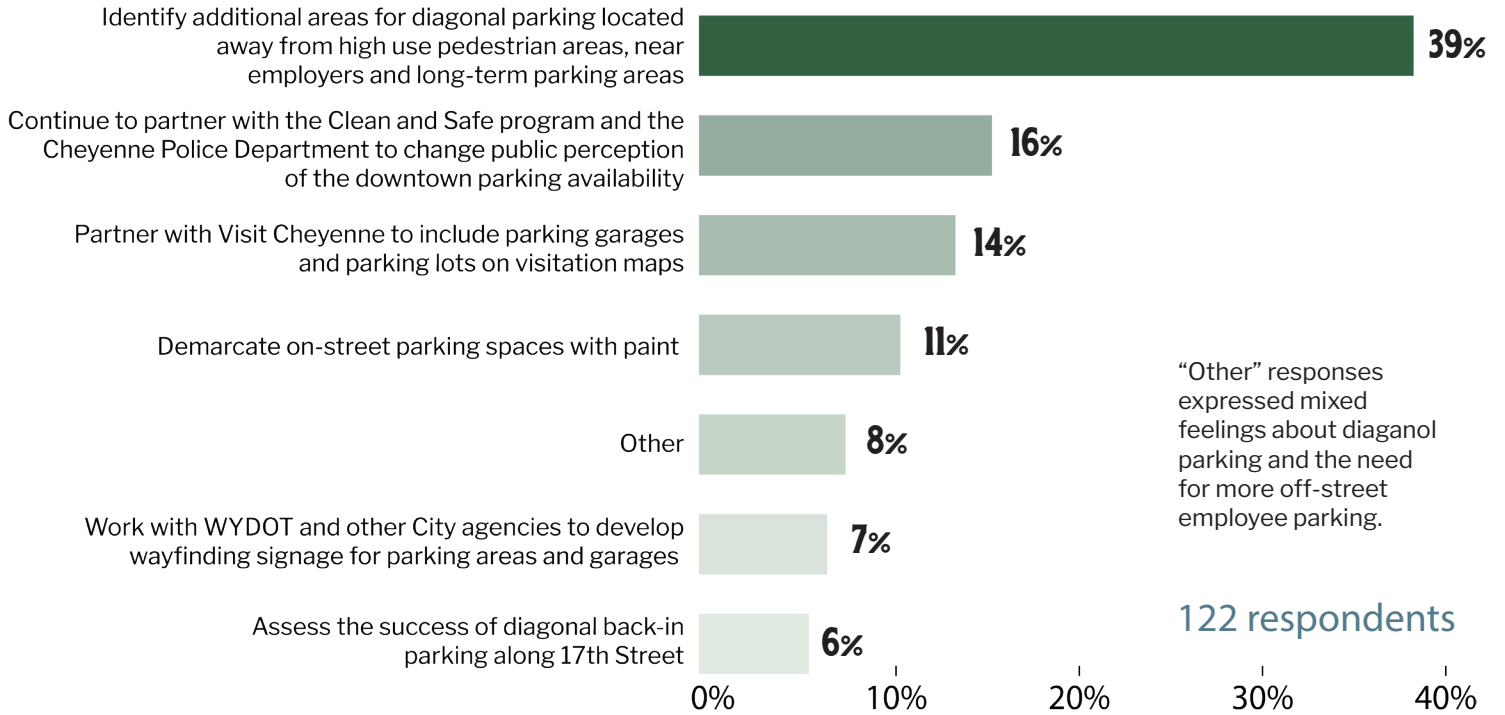 Identify additional areas for diagonal parking located
away from high use pedestrian areas, near
employers and long-term parking areas
39%
Continue to partner with the Clean and Safe program and the
Cheyenne Police Department to change public perception
of the downtown parking availability
16%
Partner with Visit Cheyenne to include parking garages
and parking lots on visitation maps
14%
Demarcate on-street parking spaces with paint
11%
Other
8%
Work with WYDOT and other City agencies to develop
wayfinding signage for parking areas and garages
7%
Assess the success of diagonal back-in
parking along 17th Street
6%
“Other” responses
expressed mixed
feelings about diaganol
parking and the need
for more off-street
employee parking.
122 respondents
0% 10% 20% 30% 40%